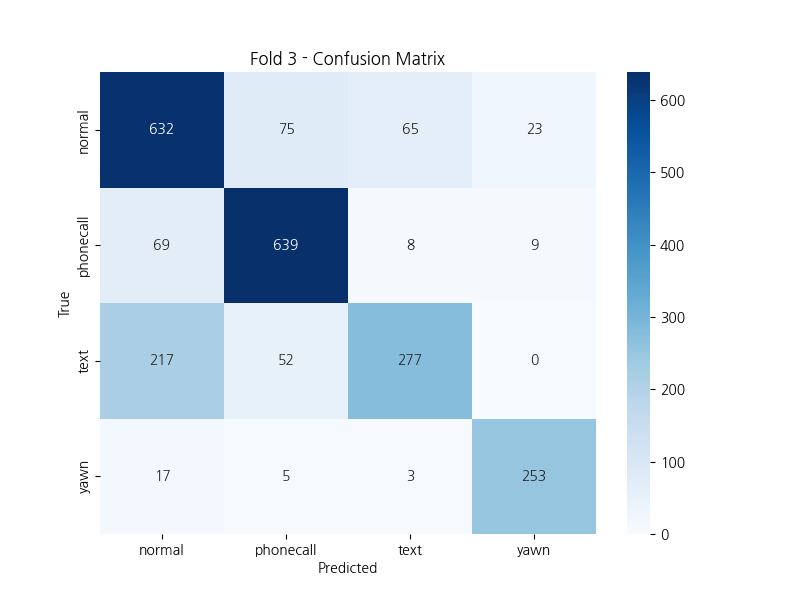 Fold 3 - Confusion Matrix
normal 632 75 65 23
phonecall 69 639 8 9
text 217 52 277 0
yawn 17 5 3 253
normal phonecall text yawn
Predicted
True
600
500
400
300
200
100
0